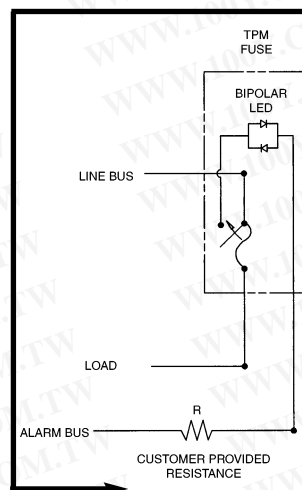 TPM
FUSE
BIPOLAR
LED
LINE BUS
LOAD
R
ALARM BUS
CUSTOMER PROVIDED
RESISTANCE